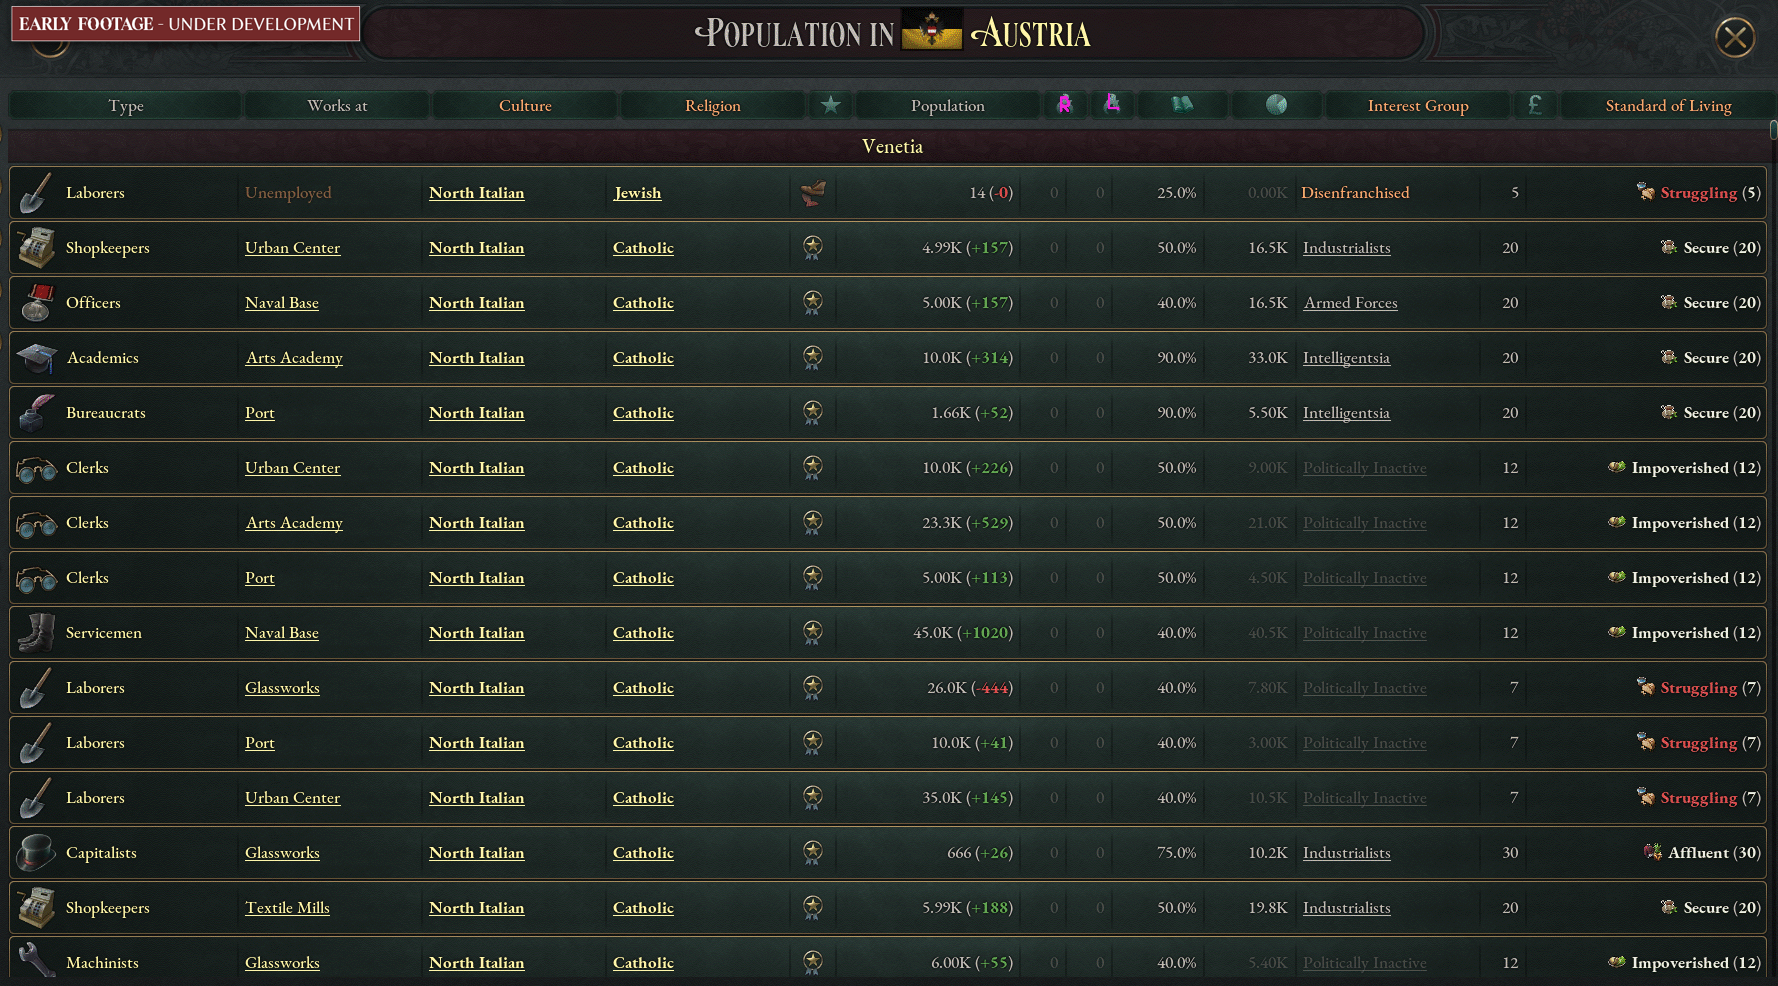 EARLY FOOTAGE - UNDER DEVELOPMENT
POPULATION IN AUSTRIA
Type Works at Culture Religion Population Interest Group £ Standard of Living
Venetia
Laborers Unemployed North Italian Jewish 14 (-0) 0 0 25.0% 0.00K Disenfranchised 5 Struggling (5)
Shopkeepers Urban Center North Italian Catholic 4.99K (+157) 0 0 50.0% 16.5K Industrialists 20 Secure (20)
Officers Naval Base North Italian Catholic 5.00K (+157) 0 0 40.0% 16.5K Armed Forces 20 Secure (20)
Academics Arts Academy North Italian Catholic 10.0K (+314) 0 0 90.0% 33.0K Intelligentsia 20 Secure (20)
Bureaucrats Port North Italian Catholic 1.66K (+52) 0 0 90.0% 5.50K Intelligentsia 20 Secure (20)
Clerks Urban Center North Italian Catholic 10.0K (+226) 0 0 50.0% 9.00K Politically Inactive 12 Impoverished (12)
Clerks Arts Academy North Italian Catholic 23.3K (+529) 0 0 50.0% 21.0K Politically Inactive 12 Impoverished (12)
Clerks Port North Italian Catholic 5.00K (+113) 0 0 50.0% 4.50K Politically Inactive 12 Impoverished (12)
Servicemen Naval Base North Italian Catholic 45.0K (+1020) 0 0 40.0% 40.5K Politically Inactive 12 Impoverished (12)
Laborers Glassworks North Italian Catholic 26.0K (-444) 0 0 40.0% 7.80K Politically Inactive 7 Struggling (7)
Laborers Port North Italian Catholic 10.0K (+41) 0 0 40.0% 3.00K Politically Inactive 7 Struggling (7)
Laborers Urban Center North Italian Catholic 35.0K (+145) 0 0 40.0% 10.5K Politically Inactive 7 Struggling (7)
Capitalists Glassworks North Italian Catholic 666 (+26) 0 0 75.0% 10.2K Industrialists 30 Affluent (30)
Shopkeepers Textile Mills North Italian Catholic 5.99K (+188) 0 0 50.0% 19.8K Industrialists 20 Secure (20)
Machinists Glassworks North Italian Catholic 6.00K (+55) 0 0 40.0% 5.40K Politically Inactive 12 Impoverished (12)